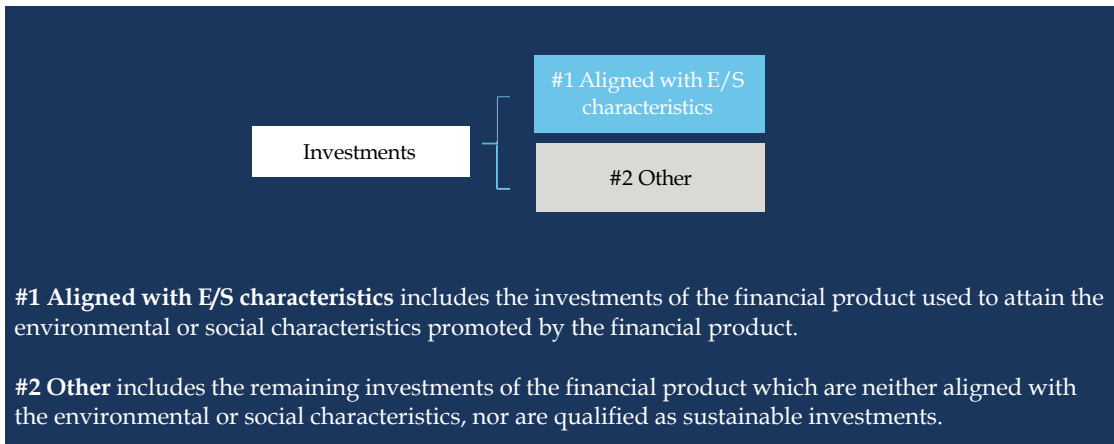 #1 Aligned with E/S
characteristics
Investments
#2 Other
#1 Aligned with E/S characteristics includes the investments of the financial product used to attain the
environmental or social characteristics promoted by the financial product.
#2 Other includes the remaining investments of the financial product which are neither aligned with
the environmental or social characteristics, nor are qualified as sustainable investments.